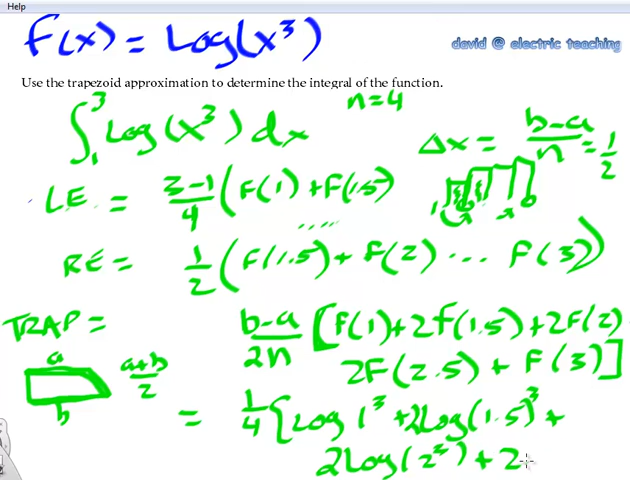 Help
F(x) = Log(x³)
david @ electric teaching
Use the trapezoid approximation to determine the integral of the function.
∫₁³ Log(x³) dx n=4
Δx = b-a/n = 1/2
LE = 3-1/4 (F(1) + F(1.5)
....
RE = 1/2 (F(1.5) + F(2) ... F(3))
TRAP = b-a/2n [F(1) + 2F(1.5) + 2F(2)
2F(2.5) + F(3)]
a
a+b/2
b
= 1/4 [Log 1³ + 2Log(1.5)³ +
2Log(2³) + 2